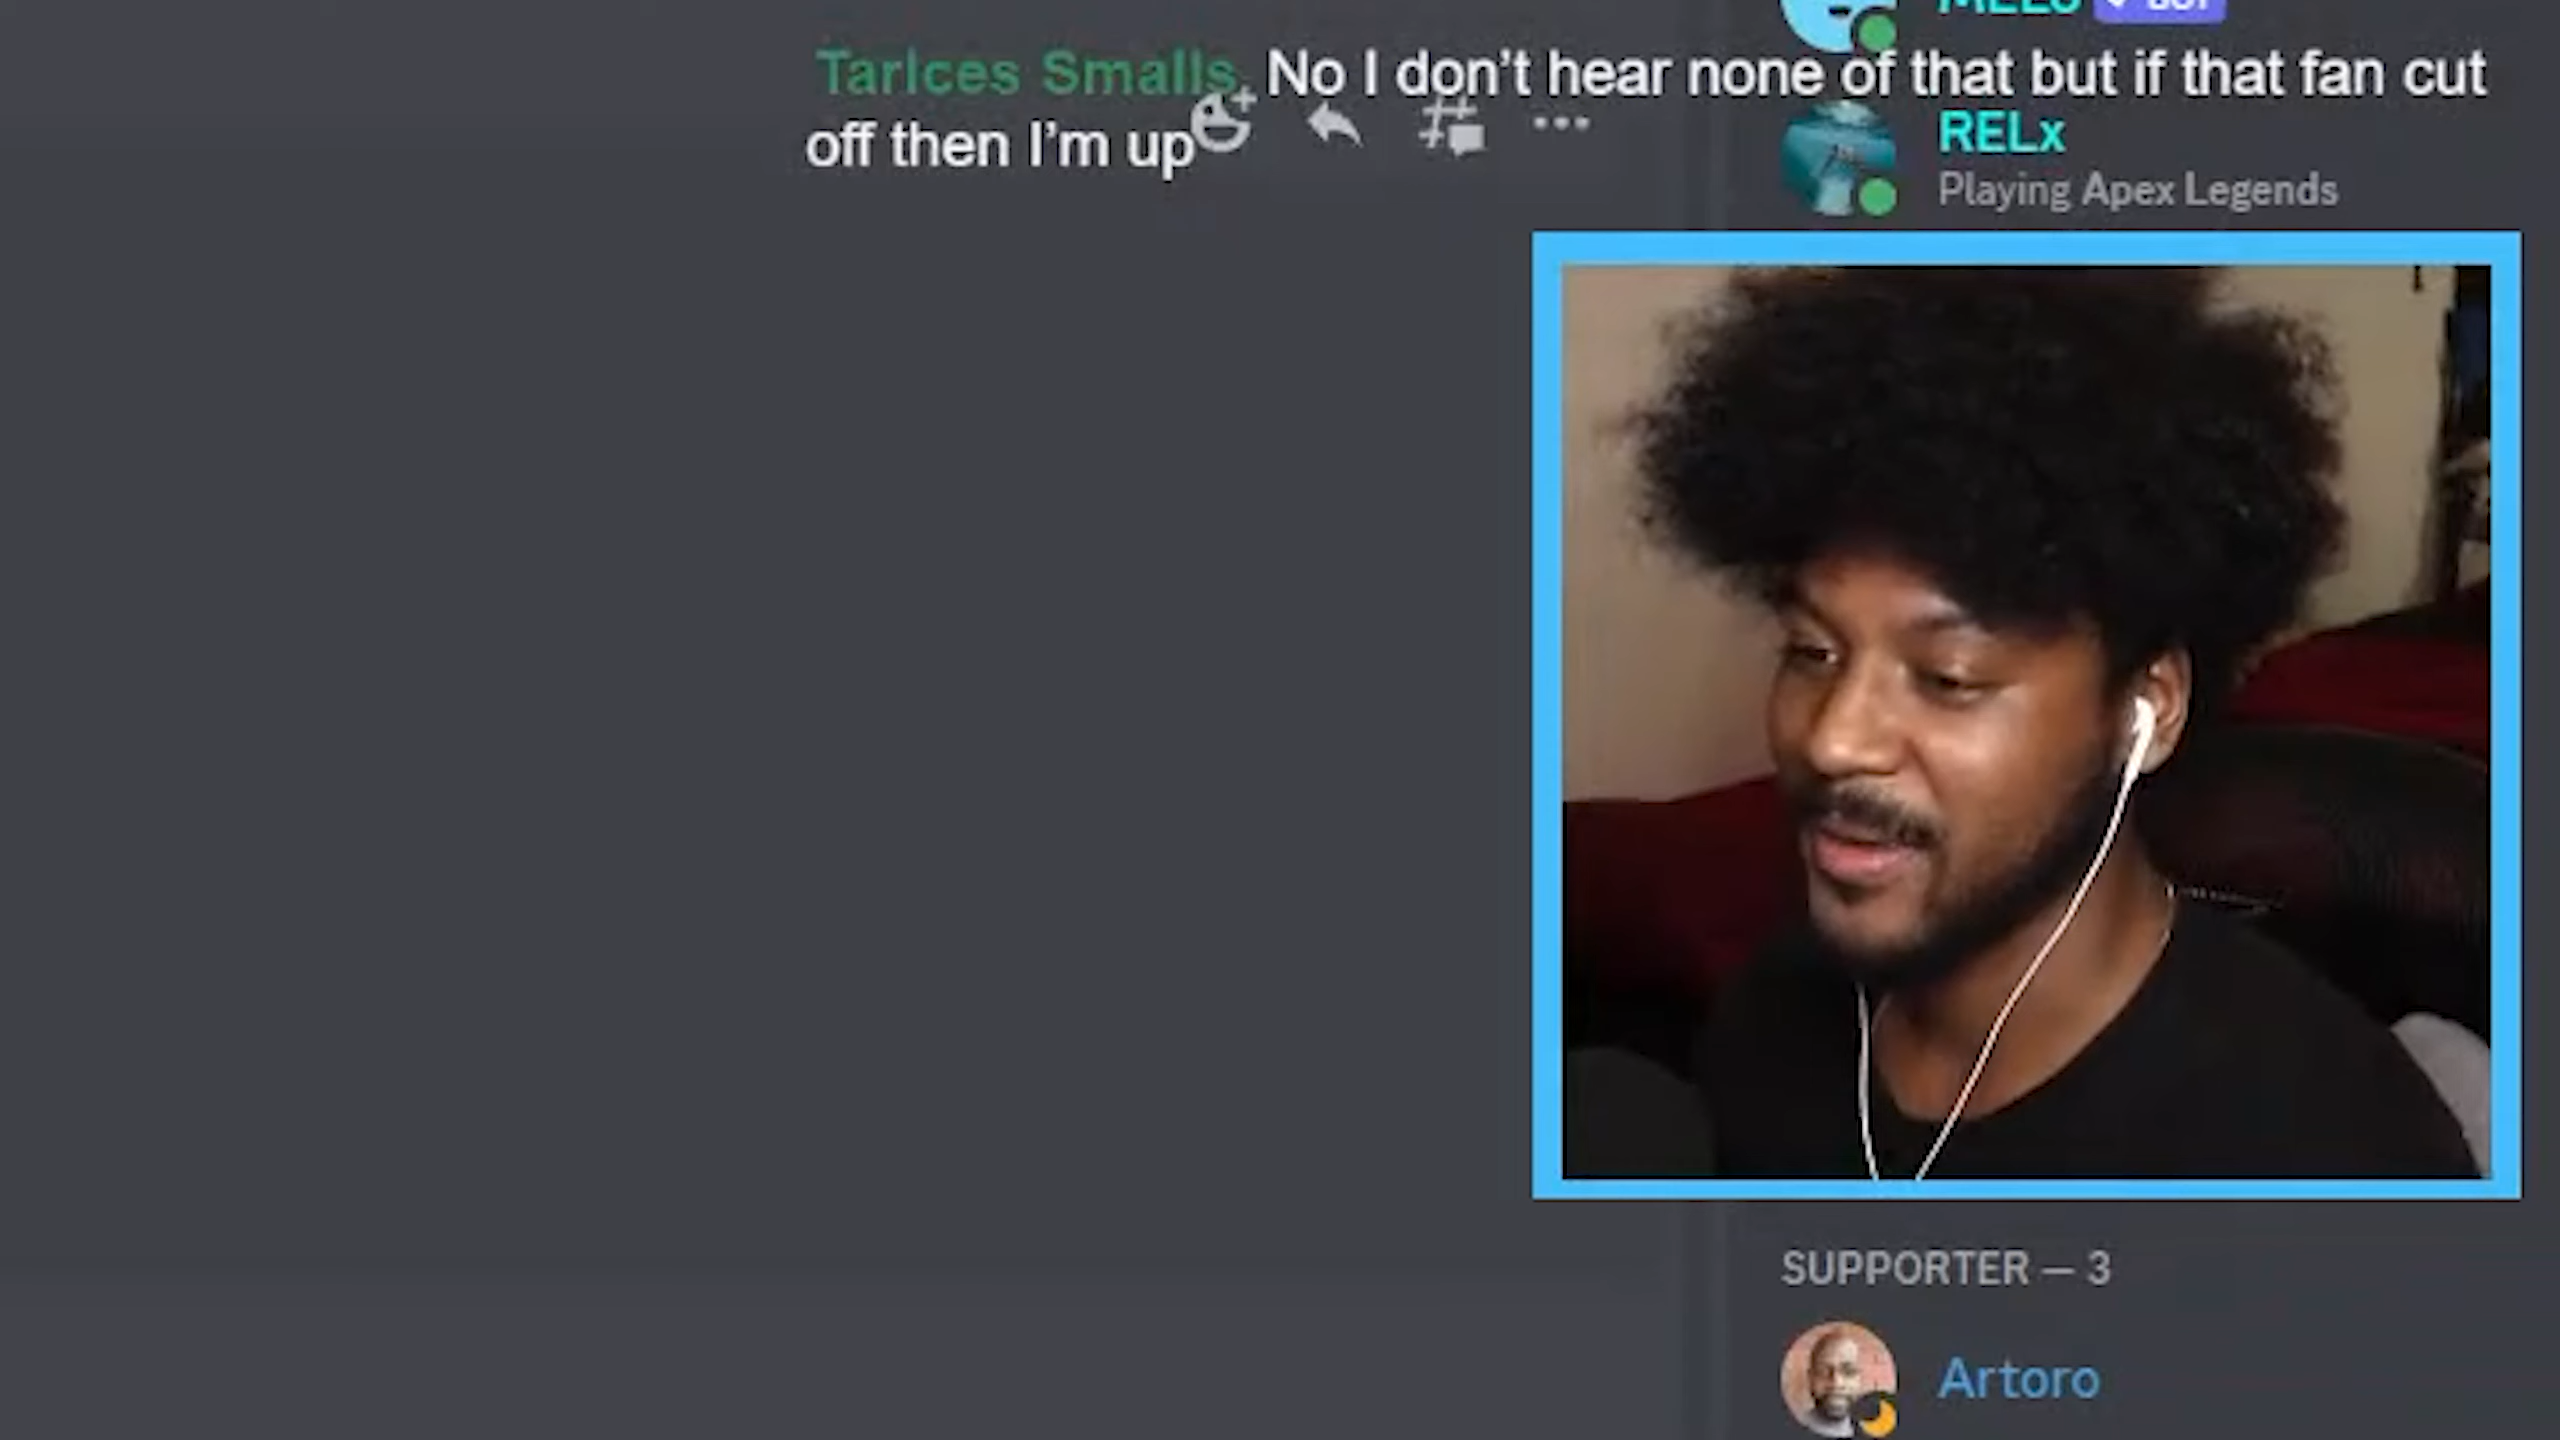 Tarlces Smalls. No I don’t hear none of that but if that fan cut
off then I’m up
RELx
Playing Apex Legends
SUPPORTER — 3
Artoro